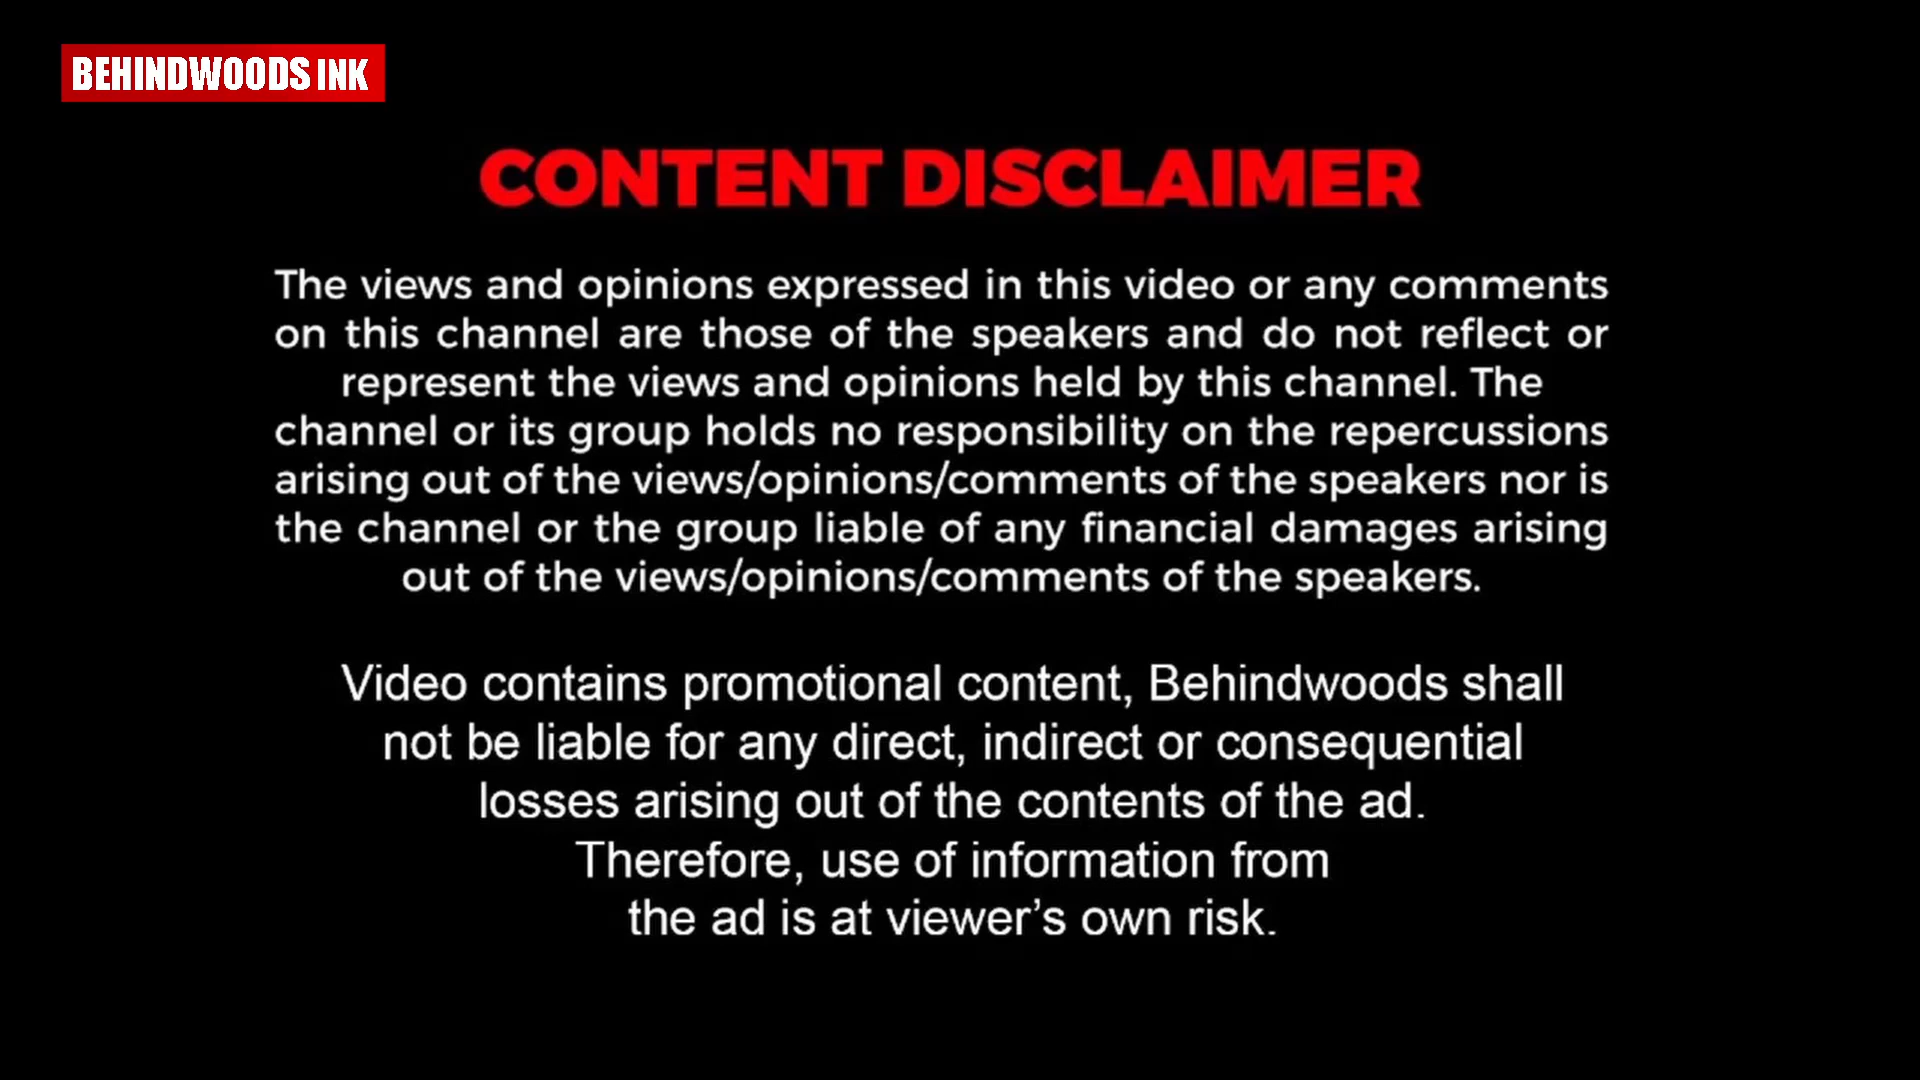 BEHINDWOODS INK
CONTENT DISCLAIMER
The views and opinions expressed in this video or any comments
on this channel are those of the speakers and do not reflect or
represent the views and opinions held by this channel. The
channel or its group holds no responsibility on the repercussions
arising out of the views/opinions/comments of the speakers nor is
the channel or the group liable of any financial damages arising
out of the views/opinions/comments of the speakers.
Video contains promotional content, Behindwoods shall
not be liable for any direct, indirect or consequential
losses arising out of the contents of the ad.
Therefore, use of information from
the ad is at viewer’s own risk.